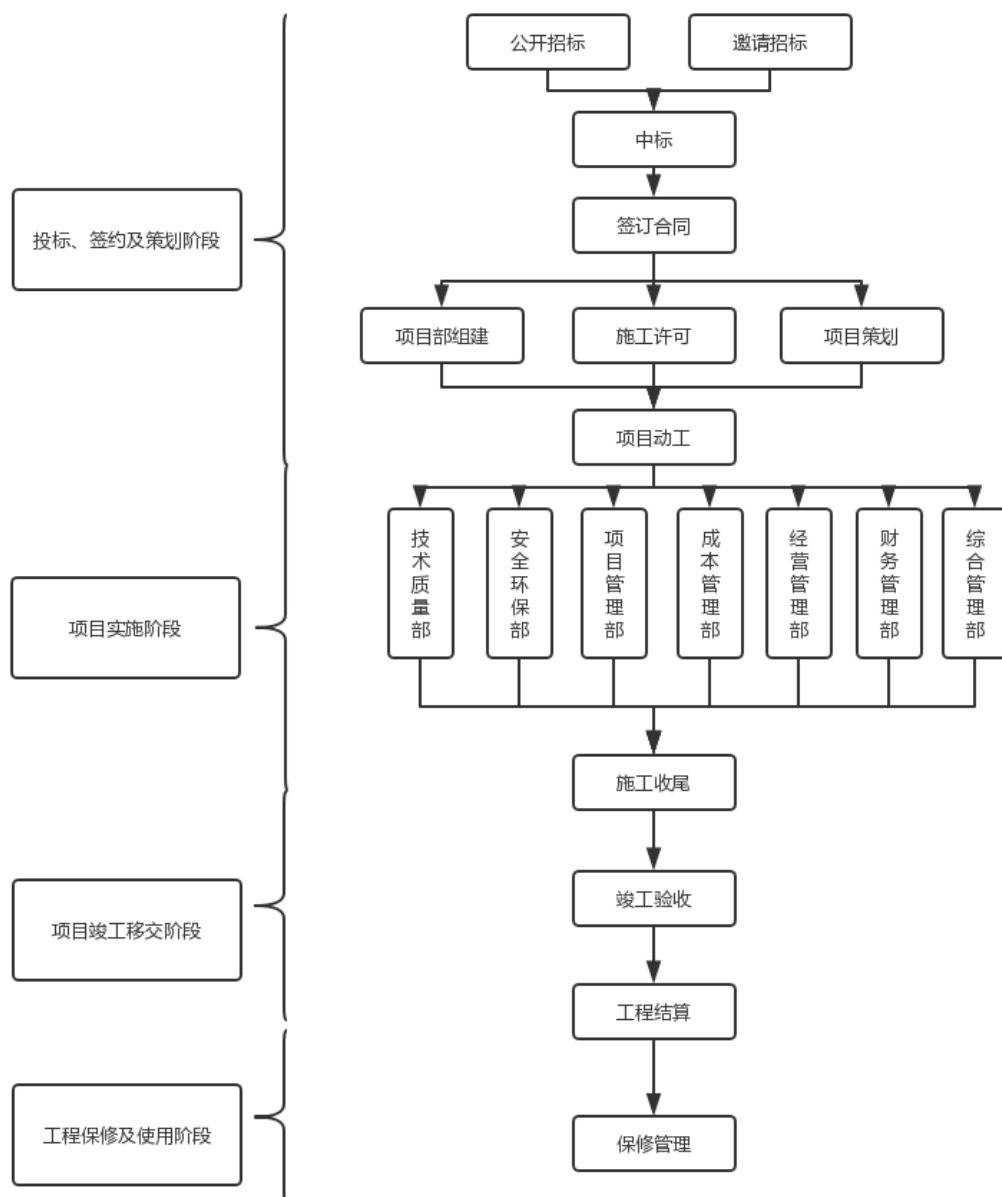 公开招标
邀请招标
中标
签订合同
投标、签约及策划阶段
项目部组建
施工许可
项目策划
项目动工
技术质量部
安全环保部
项目管理部
成本管理部
经营管理部
财务管理部
综合管理部
项目实施阶段
施工收尾
竣工验收
项目竣工移交阶段
工程结算
工程保修及使用阶段
保修管理